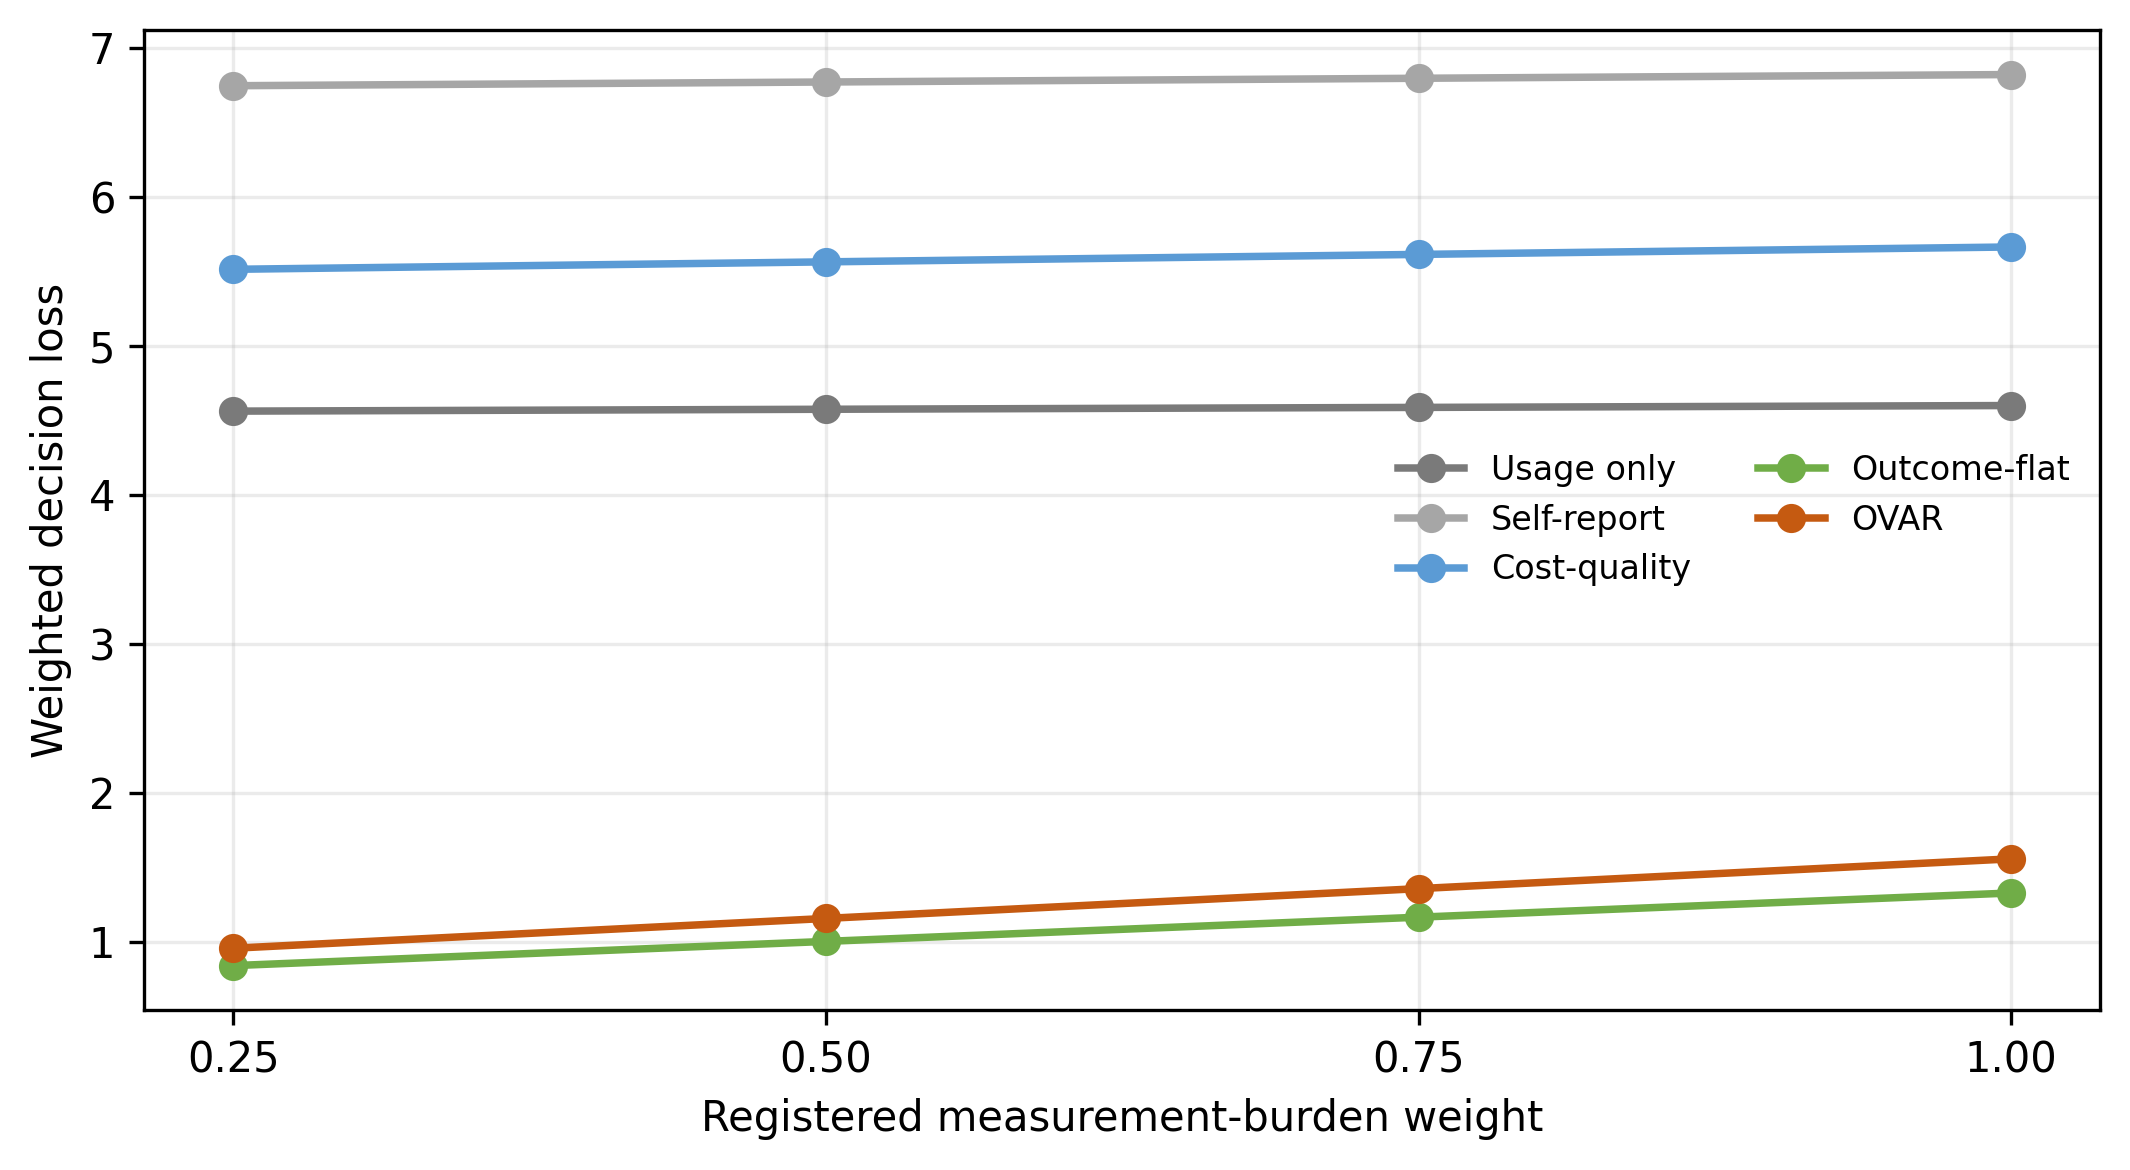 Weighted decision loss
7
6
5
4
3
2
1
Usage only
Self-report
Cost-quality
Outcome-flat
OVAR
0.25 0.50 0.75 1.00
Registered measurement-burden weight